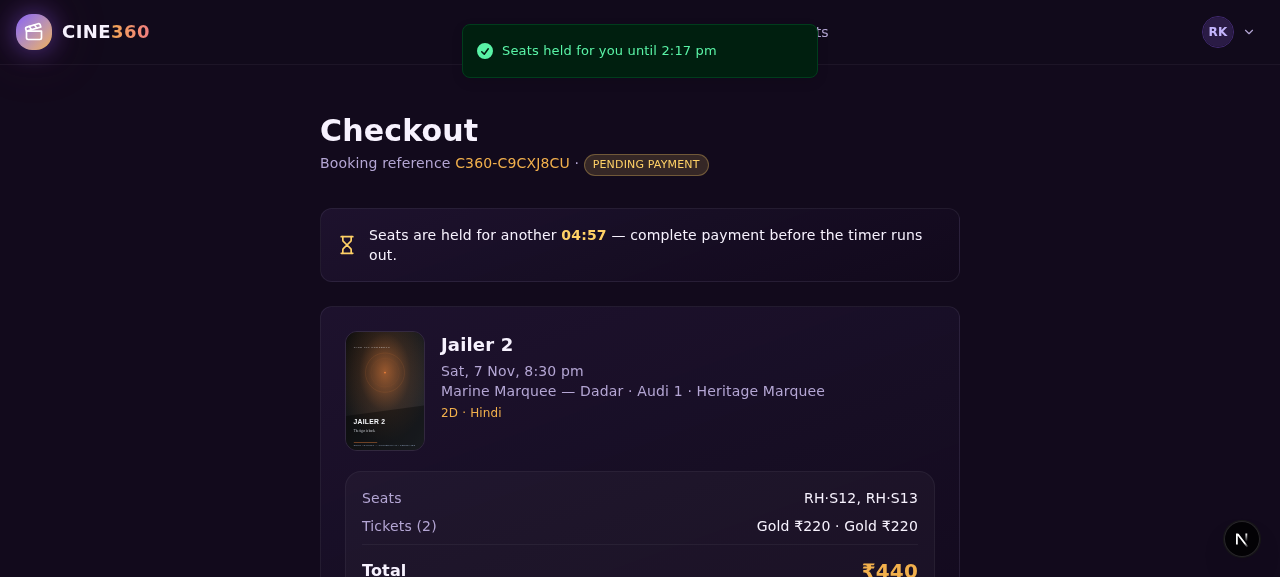 CINE360
Seats held for you until 2:17 pm
ts
RK
Checkout
Booking reference C360-C9CXJ8CU · PENDING PAYMENT
Seats are held for another 04:57 — complete payment before the timer runs
out.
JAILER 2
Jailer 2
Sat, 7 Nov, 8:30 pm
Marine Marquee — Dadar · Audi 1 · Heritage Marquee
2D · Hindi
Seats RH·S12, RH·S13
Tickets (2) Gold ₹220 · Gold ₹220
Total ₹440
N